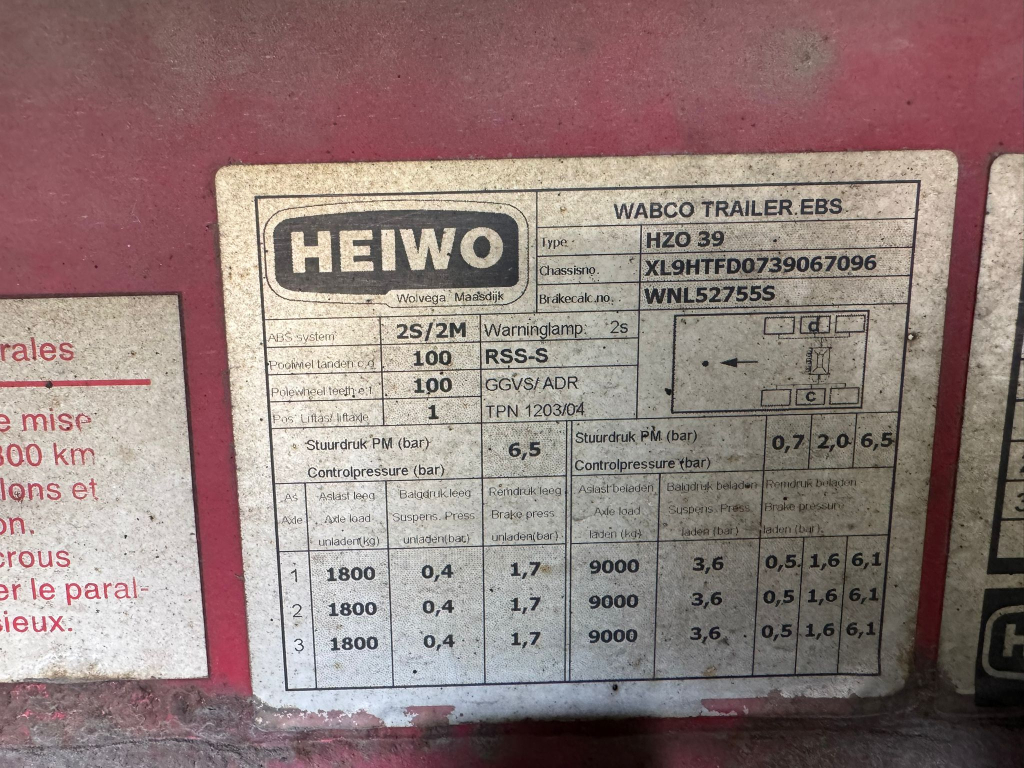 rales
e mise
800 km
lons et
on.
crous
er le paral-
sieux.
HEIWO
Wolvega Maasdijk
WABCO TRAILER EBS
Type HZO 39
Chassisno. XL9HTFD0739067096
Brakecalc.no. WNL52755S
ABS system 2S/2M Warninglamp: 2s
Poolwiel tanden c.d 100 RSS-S
Polewheel teeth e.f 100 GGVS/ADR
Pos. Liftas/ liftaxle 1 TPN 1203/04
d
c
Stuurdruk PM (bar)
Controlpressure (bar)
6,5
Stuurdruk PM (bar)
Controlpressure (bar)
0,7 2,0 6,5
As Aslast leeg Balgdruk leeg Remdruk leeg Aslast beladen Balgdruk beladen Remdruk beladen
Axle Axle load Suspens. Press Brake press Axle load Suspens. Press Brake pressure
unladen(kg) unladen(bar) unladen(bar) laden (kg) laden (bar) laden (bar)
1 1800 0,4 1,7 9000 3,6 0,5 1,6 6,1
2 1800 0,4 1,7 9000 3,6 0,5 1,6 6,1
3 1800 0,4 1,7 9000 3,6 0,5 1,6 6,1